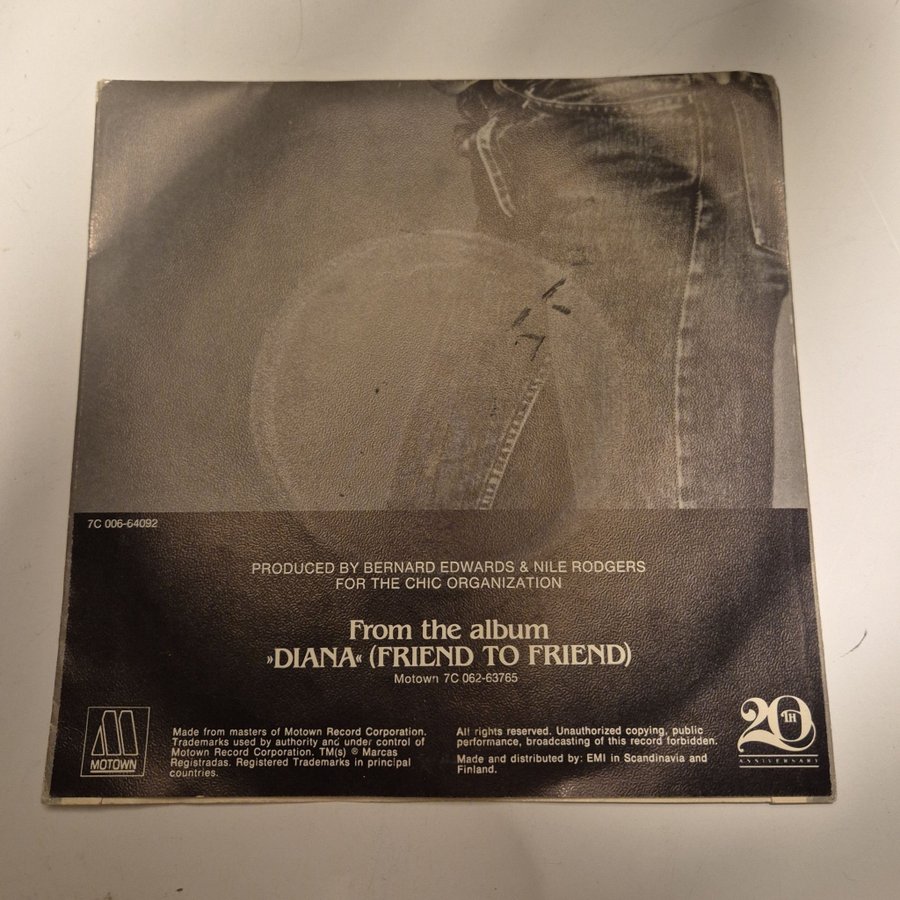 7C 006-64092
PRODUCED BY BERNARD EDWARDS & NILE RODGERS
FOR THE CHIC ORGANIZATION
From the album
»DIANA« (FRIEND TO FRIEND)
Motown 7C 062-63765
MOTOWN
Made from masters of Motown Record Corporation.
Trademarks used by authority and under control of
Motown Record Corporation. TM(s) ® Marcas
Registradas. Registered Trademarks in principal
countries.
All rights reserved. Unauthorized copying, public
performance, broadcasting of this record forbidden.
Made and distributed by: EMI in Scandinavia and
Finland.
20TH
ANNIVERSARY